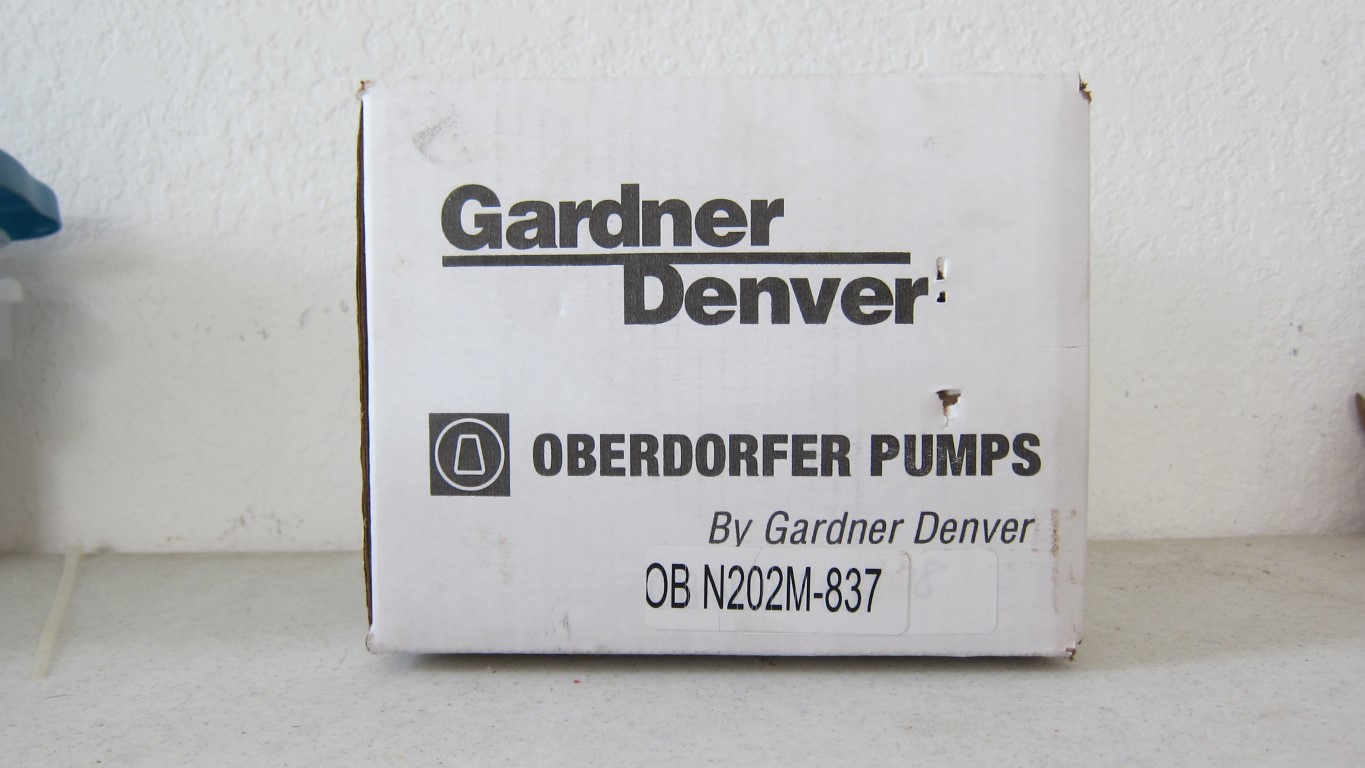 Gardner
Denver
OBERDORFER PUMPS
By Gardner Denver
OB N202M-837